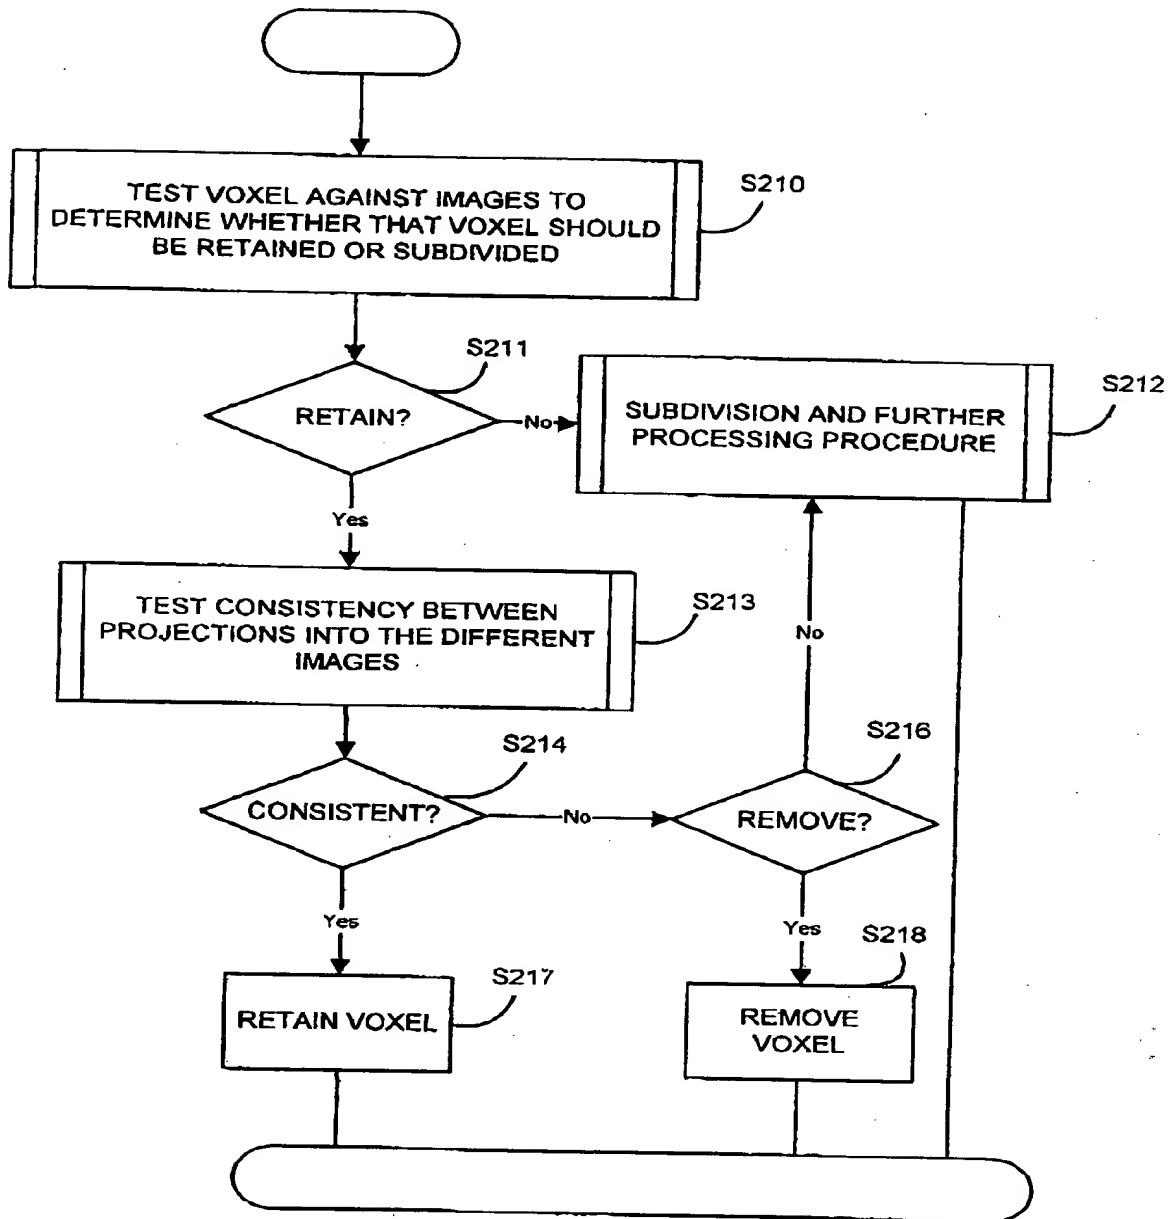 TEST VOXEL AGAINST IMAGES TO
DETERMINE WHETHER THAT VOXEL SHOULD
BE RETAINED OR SUBDIVIDED
S210
S211
RETAIN?
No
SUBDIVISION AND FURTHER
PROCESSING PROCEDURE
S212
Yes
TEST CONSISTENCY BETWEEN
PROJECTIONS INTO THE DIFFERENT
IMAGES
S213
No
S214
CONSISTENT?
No
S216
REMOVE?
Yes
Yes
S217
RETAIN VOXEL
S218
REMOVE
VOXEL